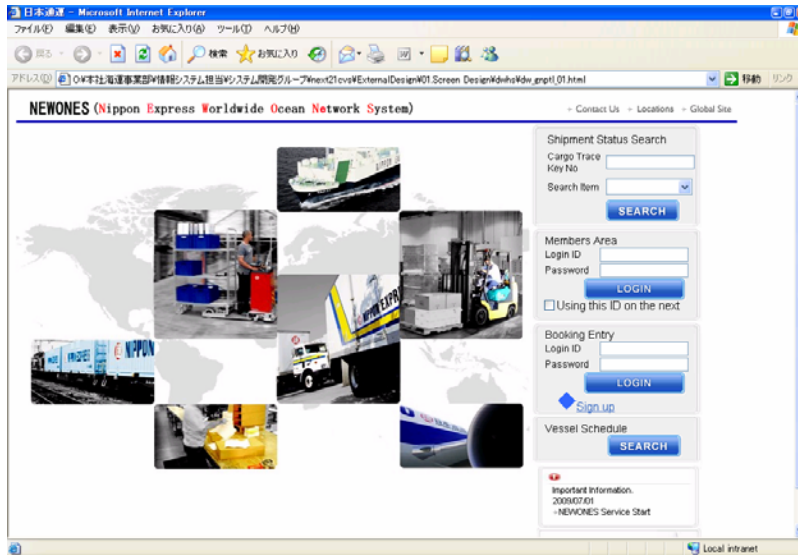 日本通運 - Microsoft Internet Explorer
ファイル(F) 編集(E) 表示(V) お気に入り(A) ツール(T) ヘルプ(H)
戻る 検索 お気に入り
アドレス(D) O:¥本社海運事業部¥情報システム担当¥システム開発グループ¥next21cvs¥ExternalDesign¥01.Screen Design¥dwhs¥dw_gnptl_01.html 移動 リンク
NEWONES (Nippon Express Worldwide Ocean Network System)
Contact Us Locations Global Site
Shipment Status Search
Cargo Trace
Key No
Search Item
SEARCH
Members Area
Login ID
Password
LOGIN
Using this ID on the next
Booking Entry
Login ID
Password
LOGIN
Sign up
Vessel Schedule
SEARCH
Important Information.
2009/07/01
-NEWONES Service Start
NIPPON
NIPPON EXPR
Local intranet